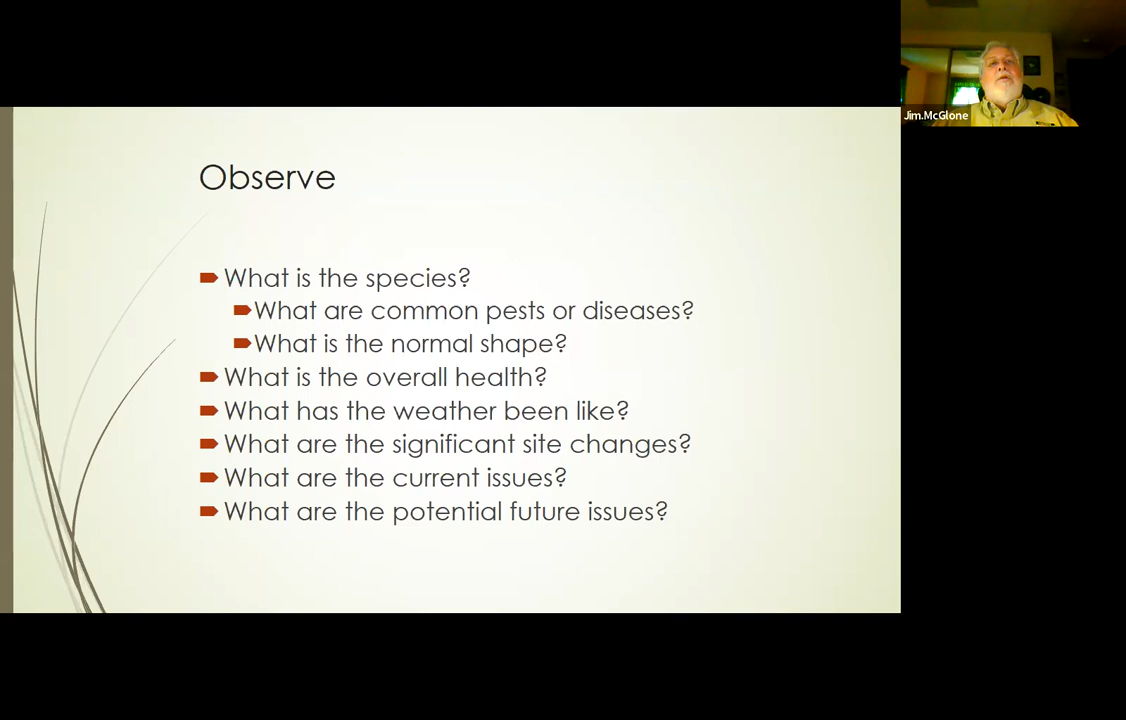 Jim.McGlone
Observe
What is the species?
What are common pests or diseases?
What is the normal shape?
What is the overall health?
What has the weather been like?
What are the significant site changes?
What are the current issues?
What are the potential future issues?